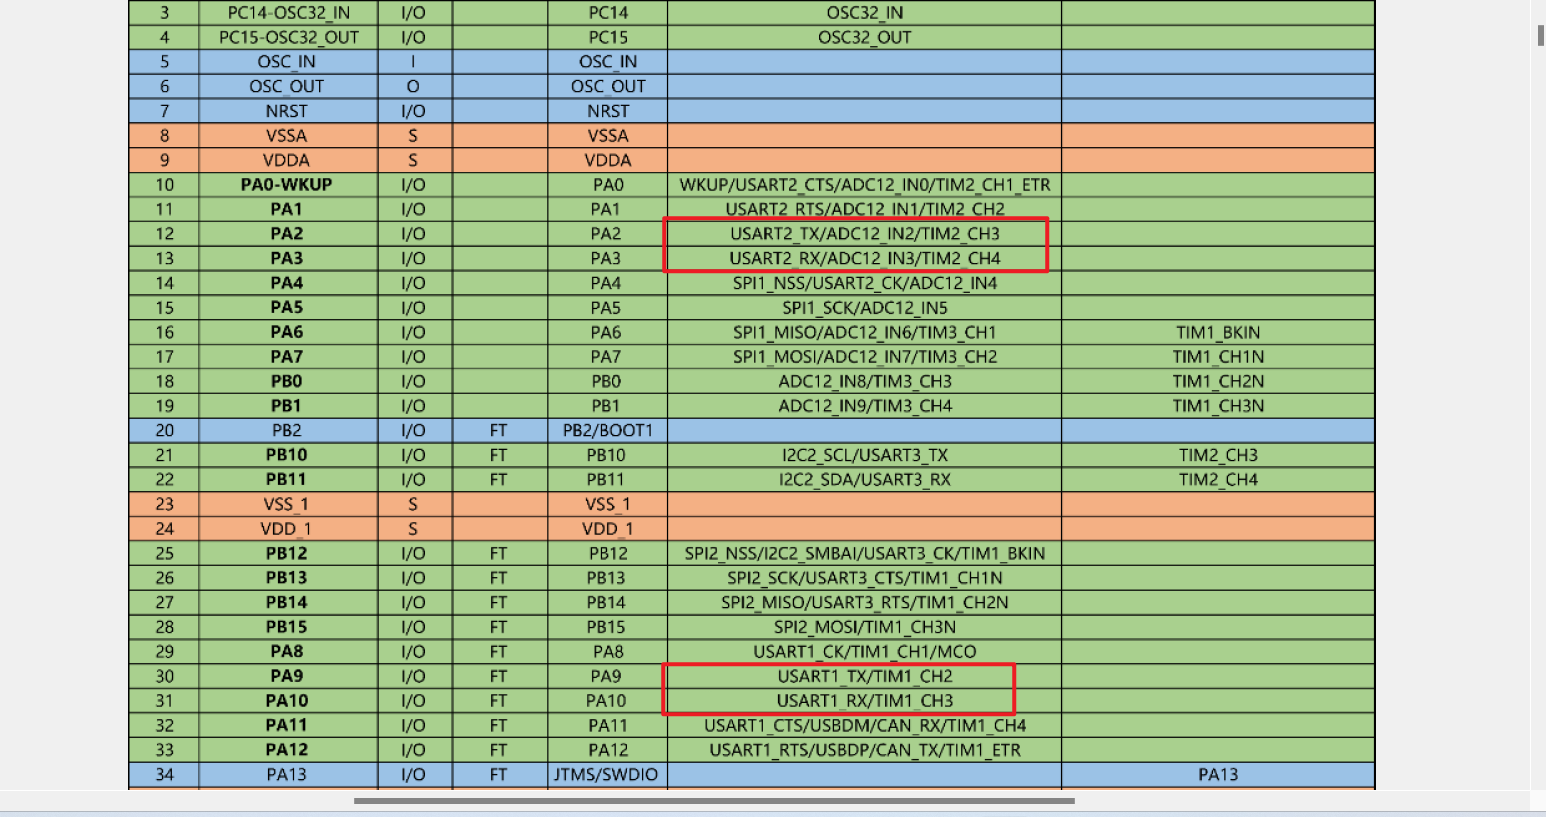 3 PC14-OSC32_IN I/O PC14 OSC32_IN
4 PC15-OSC32_OUT I/O PC15 OSC32_OUT
5 OSC_IN I OSC_IN
6 OSC_OUT O OSC_OUT
7 NRST I/O NRST
8 VSSA S VSSA
9 VDDA S VDDA
10 PA0-WKUP I/O PA0 WKUP/USART2_CTS/ADC12_IN0/TIM2_CH1_ETR
11 PA1 I/O PA1 USART2_RTS/ADC12_IN1/TIM2_CH2
12 PA2 I/O PA2 USART2_TX/ADC12_IN2/TIM2_CH3
13 PA3 I/O PA3 USART2_RX/ADC12_IN3/TIM2_CH4
14 PA4 I/O PA4 SPI1_NSS/USART2_CK/ADC12_IN4
15 PA5 I/O PA5 SPI1_SCK/ADC12_IN5
16 PA6 I/O PA6 SPI1_MISO/ADC12_IN6/TIM3_CH1 TIM1_BKIN
17 PA7 I/O PA7 SPI1_MOSI/ADC12_IN7/TIM3_CH2 TIM1_CH1N
18 PB0 I/O PB0 ADC12_IN8/TIM3_CH3 TIM1_CH2N
19 PB1 I/O PB1 ADC12_IN9/TIM3_CH4 TIM1_CH3N
20 PB2 I/O FT PB2/BOOT1
21 PB10 I/O FT PB10 I2C2_SCL/USART3_TX TIM2_CH3
22 PB11 I/O FT PB11 I2C2_SDA/USART3_RX TIM2_CH4
23 VSS_1 S VSS_1
24 VDD_1 S VDD_1
25 PB12 I/O FT PB12 SPI2_NSS/I2C2_SMBAI/USART3_CK/TIM1_BKIN
26 PB13 I/O FT PB13 SPI2_SCK/USART3_CTS/TIM1_CH1N
27 PB14 I/O FT PB14 SPI2_MISO/USART3_RTS/TIM1_CH2N
28 PB15 I/O FT PB15 SPI2_MOSI/TIM1_CH3N
29 PA8 I/O FT PA8 USART1_CK/TIM1_CH1/MCO
30 PA9 I/O FT PA9 USART1_TX/TIM1_CH2
31 PA10 I/O FT PA10 USART1_RX/TIM1_CH3
32 PA11 I/O FT PA11 USART1_CTS/USBDM/CAN_RX/TIM1_CH4
33 PA12 I/O FT PA12 USART1_RTS/USBDP/CAN_TX/TIM1_ETR
34 PA13 I/O FT JTMS/SWDIO PA13